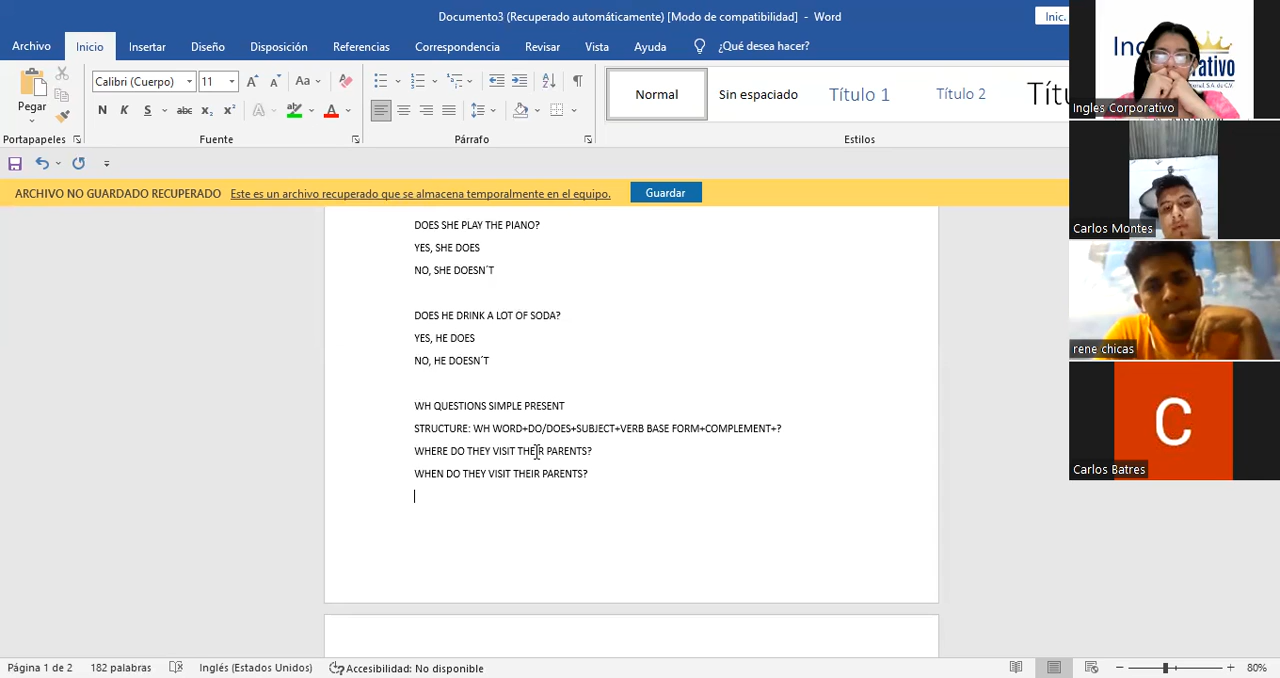 Documento3 (Recuperado automáticamente) [Modo de compatibilidad] - Word
Inic.
Archivo Inicio Insertar Diseño Disposición Referencias Correspondencia Revisar Vista Ayuda ¿Qué desea hacer?
Pegar
Calibri (Cuerpo) 11
Normal Sin espaciado Título 1 Título 2
Portapapeles Fuente Párrafo Estilos
ARCHIVO NO GUARDADO RECUPERADO Este es un archivo recuperado que se almacena temporalmente en el equipo. Guardar
DOES SHE PLAY THE PIANO?
YES, SHE DOES
NO, SHE DOESN´T
DOES HE DRINK A LOT OF SODA?
YES, HE DOES
NO, HE DOESN´T
WH QUESTIONS SIMPLE PRESENT
STRUCTURE: WH WORD+DO/DOES+SUBJECT+VERB BASE FORM+COMPLEMENT+?
WHERE DO THEY VISIT THEIR PARENTS?
WHEN DO THEY VISIT THEIR PARENTS?
Página 1 de 2 182 palabras Inglés (Estados Unidos) Accesibilidad: No disponible 80%
Ingles Corporativo
Carlos Montes
rene chicas
C
Carlos Batres